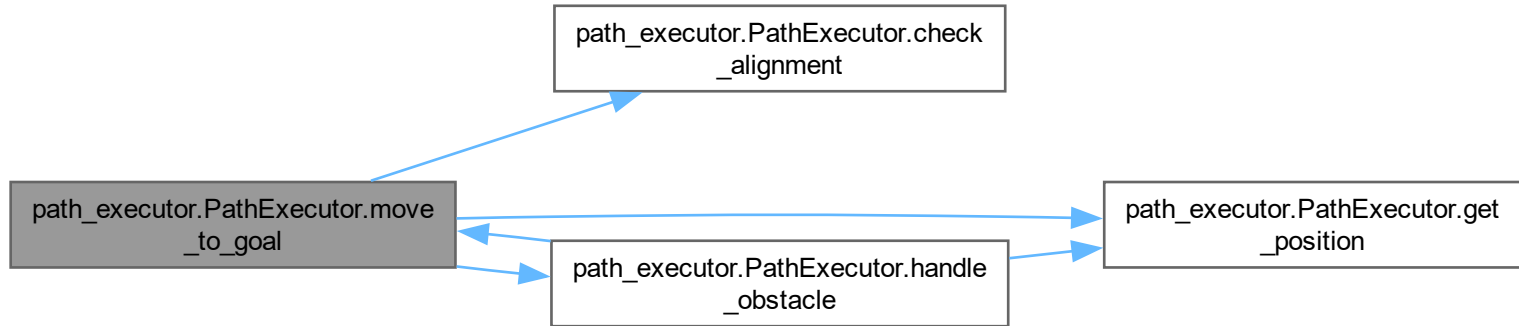 path_executor.PathExecutor.check
_alignment
path_executor.PathExecutor.move
_to_goal
path_executor.PathExecutor.get
_position
path_executor.PathExecutor.handle
_obstacle